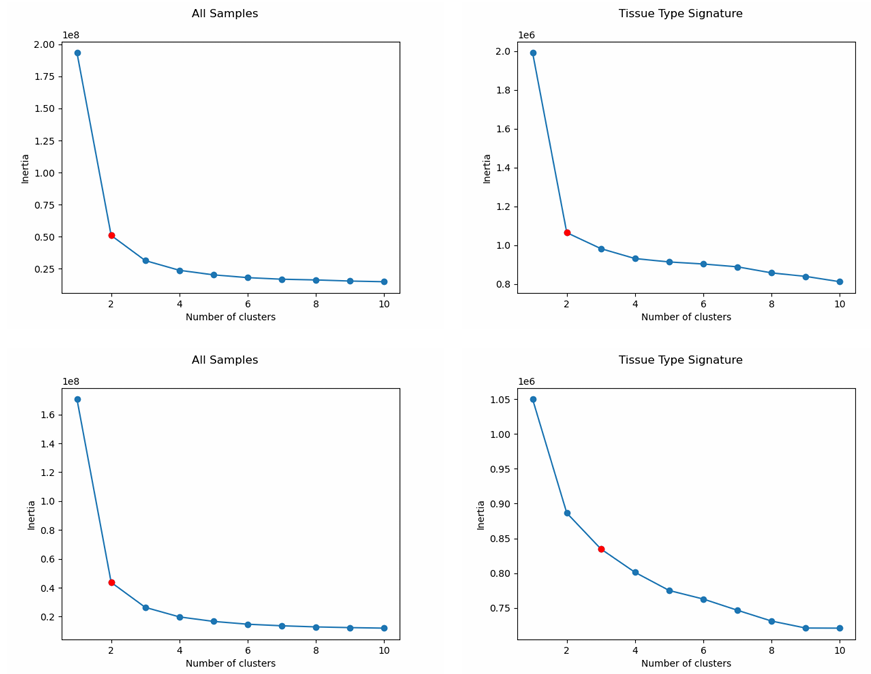 All Samples
1e8
2.00
1.75
1.50
1.25
1.00
0.75
0.50
0.25
Inertia
2 4 6 8 10
Number of clusters
Tissue Type Signature
1e6
2.0
1.8
1.6
1.4
1.2
1.0
0.8
Inertia
2 4 6 8 10
Number of clusters
All Samples
1e8
1.6
1.4
1.2
1.0
0.8
0.6
0.4
0.2
Inertia
2 4 6 8 10
Number of clusters
Tissue Type Signature
1e6
1.05
1.00
0.95
0.90
0.85
0.80
0.75
Inertia
2 4 6 8 10
Number of clusters